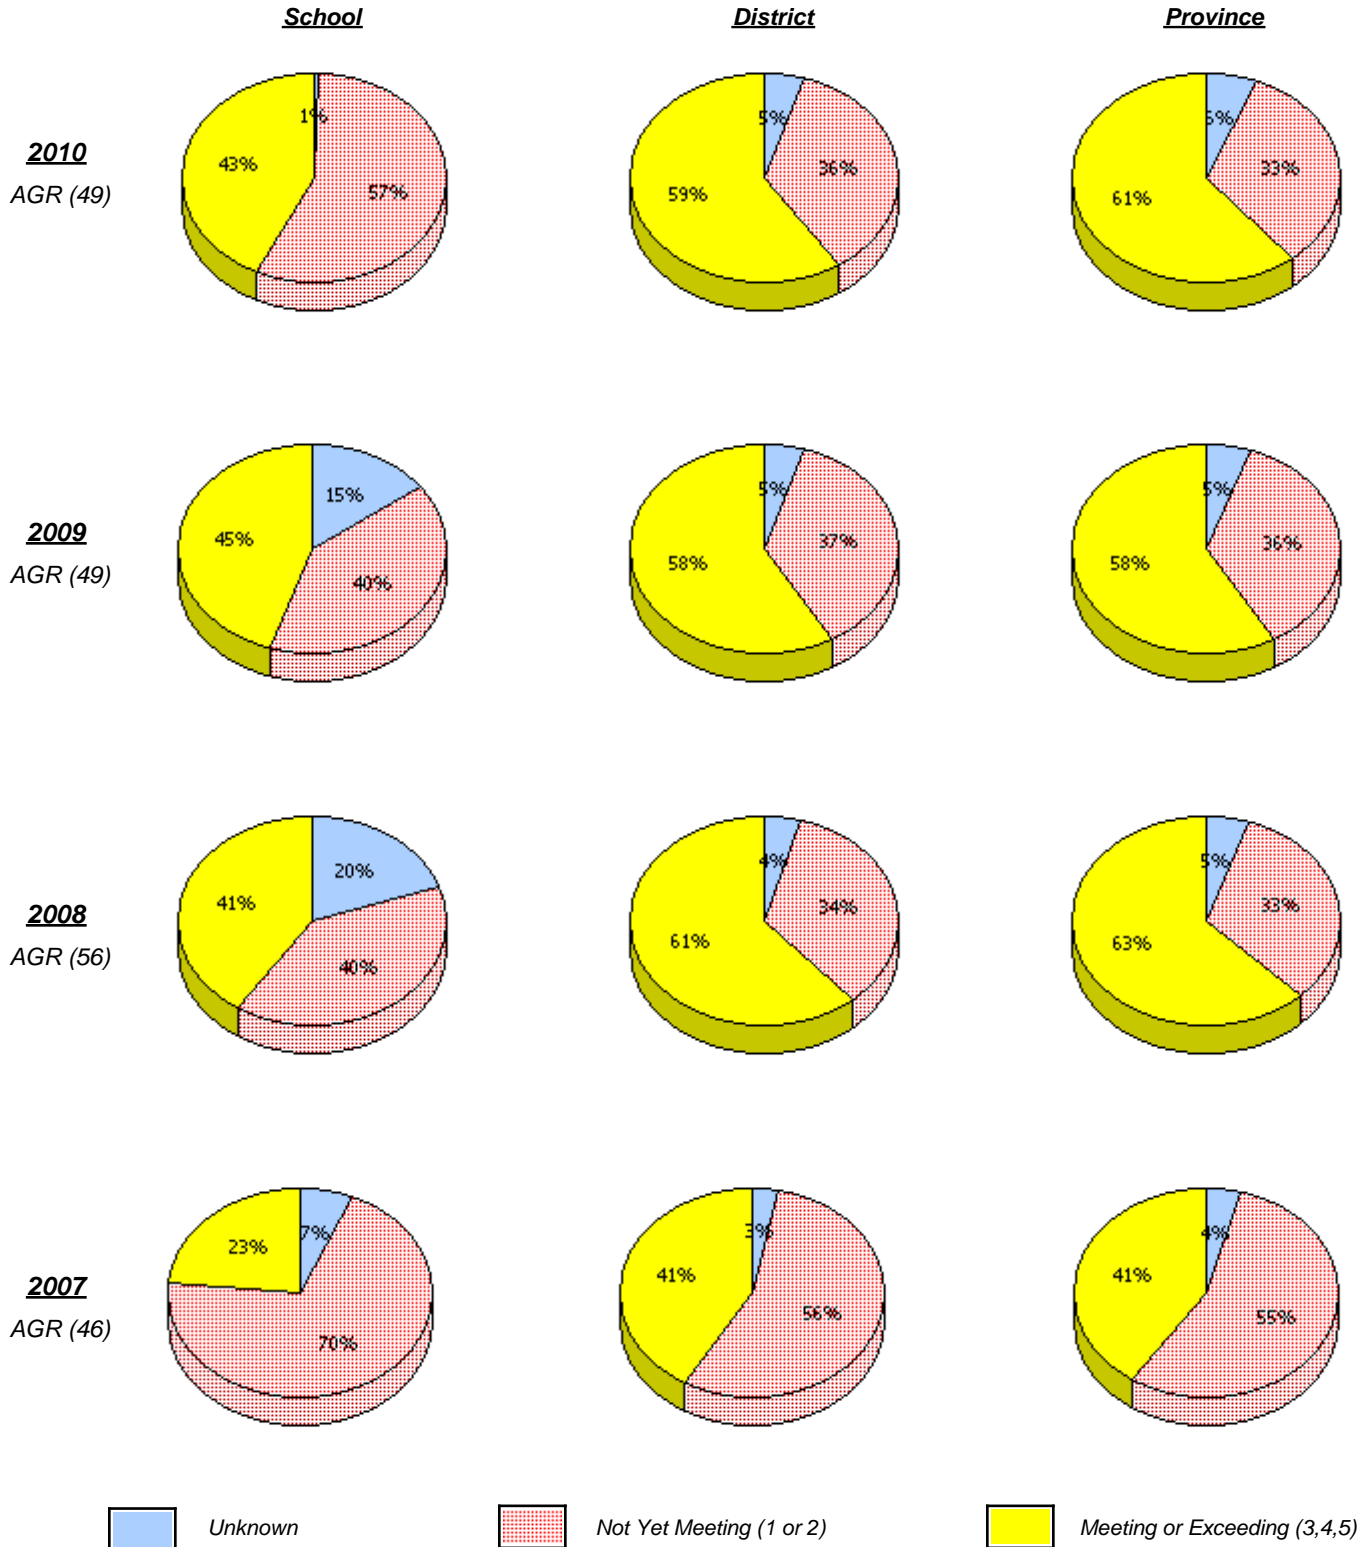 School District Province
2010
AGR (49)
1% 57% 43%
5% 36% 59%
6% 33% 61%
2009
AGR (49)
15% 40% 45%
5% 37% 58%
5% 36% 58%
2008
AGR (56)
20% 40% 41%
4% 34% 61%
5% 33% 63%
2007
AGR (46)
7% 70% 23%
3% 56% 41%
4% 55% 41%
Unknown Not Yet Meeting (1 or 2) Meeting or Exceeding (3,4,5)